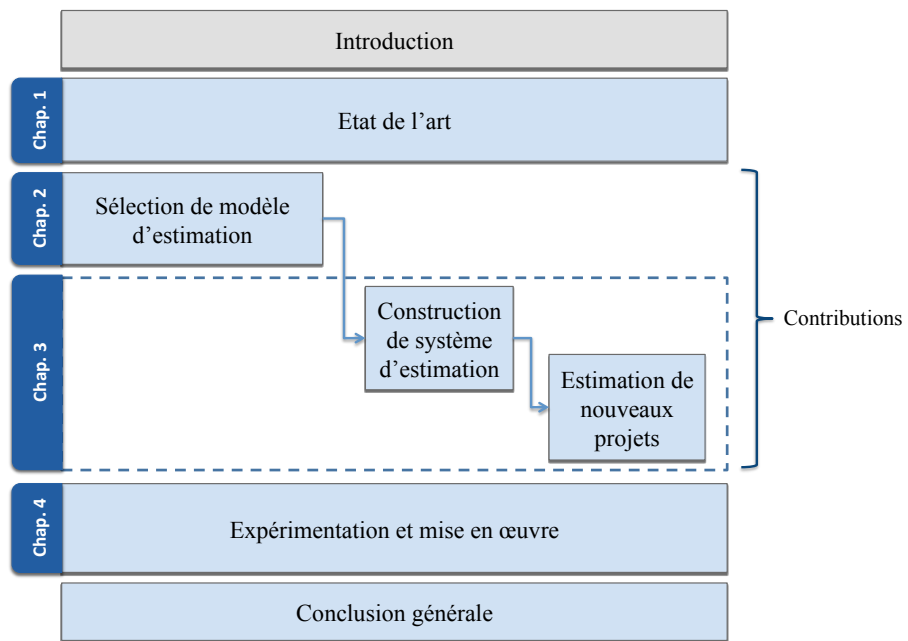 Introduction
Chap. 1
Etat de l’art
Chap. 2
Sélection de modèle
d’estimation
Chap. 3
Construction
de système
d’estimation
Estimation de
nouveaux
projets
Contributions
Chap. 4
Expérimentation et mise en œuvre
Conclusion générale